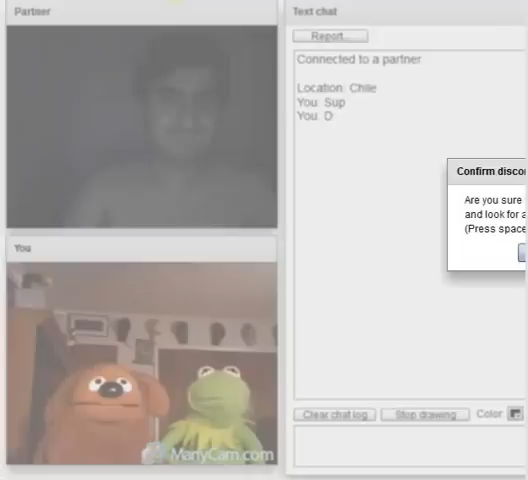 Partner
Text chat
Report...
Connected to a partner
Location: Chile
You: Sup
You: D
Confirm disco
Are you sure
and look for a
(Press space
You
ManyCam.com
Clear chat log
Stop drawing
Color: